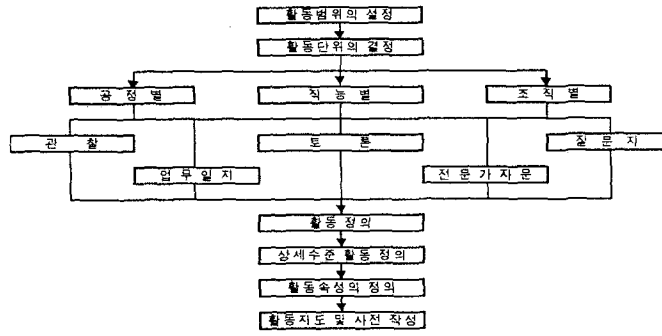 활동범위의 설정
활동단위의 결정
공정별
직능별
조직별
관찰
토론
질문지
업무일지
전문가자문
활동 정의
상세수준 활동 정의
활동속성의 정의
활동지도 및 사전 작성